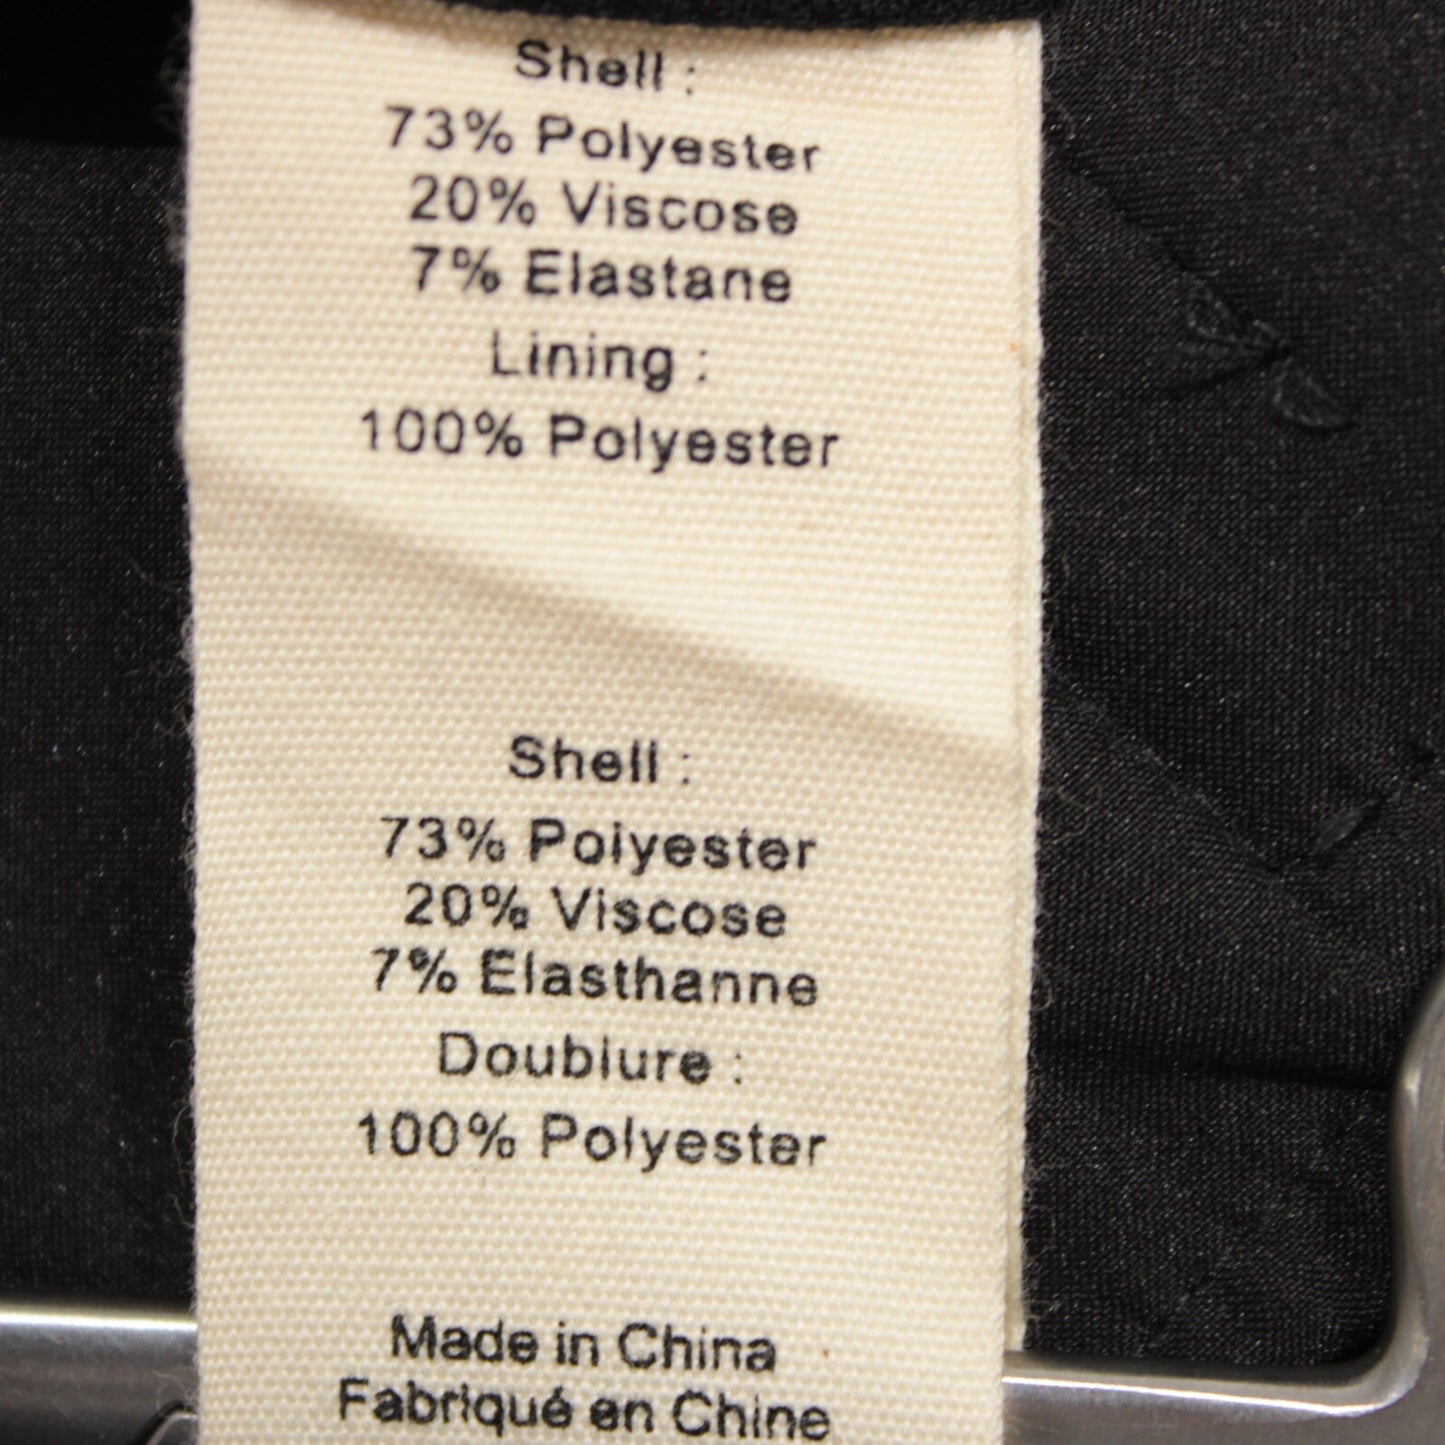 Shell :
73% Polyester
20% Viscose
7% Elastane
Lining :
100% Polyester
Shell :
73% Polyester
20% Viscose
7% Elasthanne
Doublure :
100% Polyester
Made in China
Fabriqué en Chine